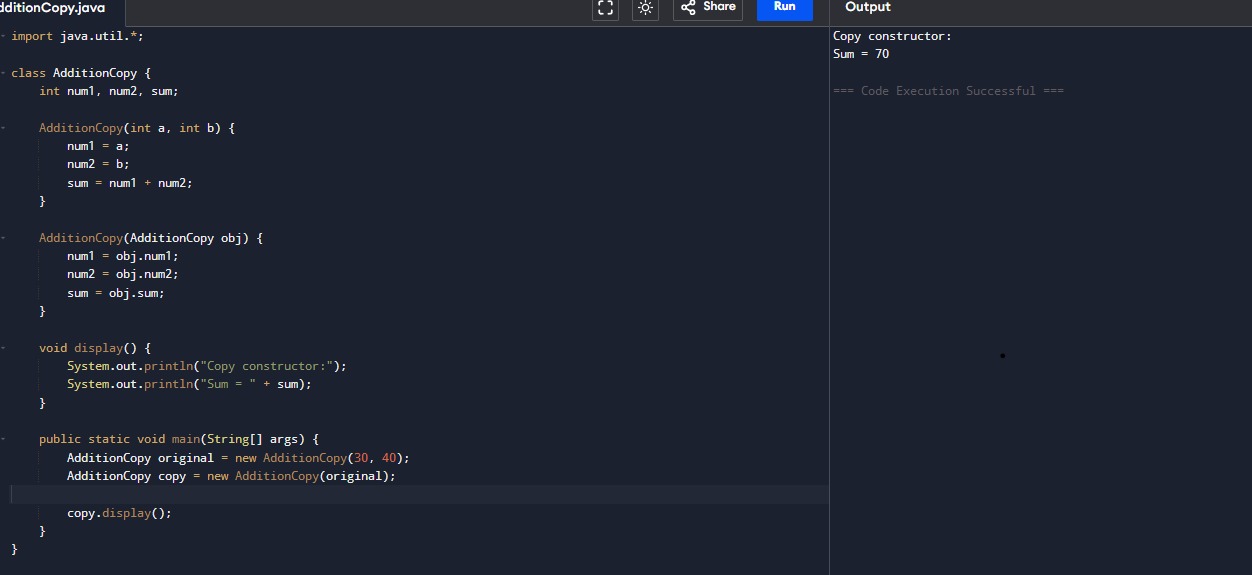 dditionCopy.java
Share
Run
Output
import java.util.*;
class AdditionCopy {
    int num1, num2, sum;
    AdditionCopy(int a, int b) {
        num1 = a;
        num2 = b;
        sum = num1 + num2;
    }
    AdditionCopy(AdditionCopy obj) {
        num1 = obj.num1;
        num2 = obj.num2;
        sum = obj.sum;
    }
    void display() {
        System.out.println("Copy constructor:");
        System.out.println("Sum = " + sum);
    }
    public static void main(String[] args) {
        AdditionCopy original = new AdditionCopy(30, 40);
        AdditionCopy copy = new AdditionCopy(original);
        copy.display();
    }
}
Copy constructor:
Sum = 70
=== Code Execution Successful ===